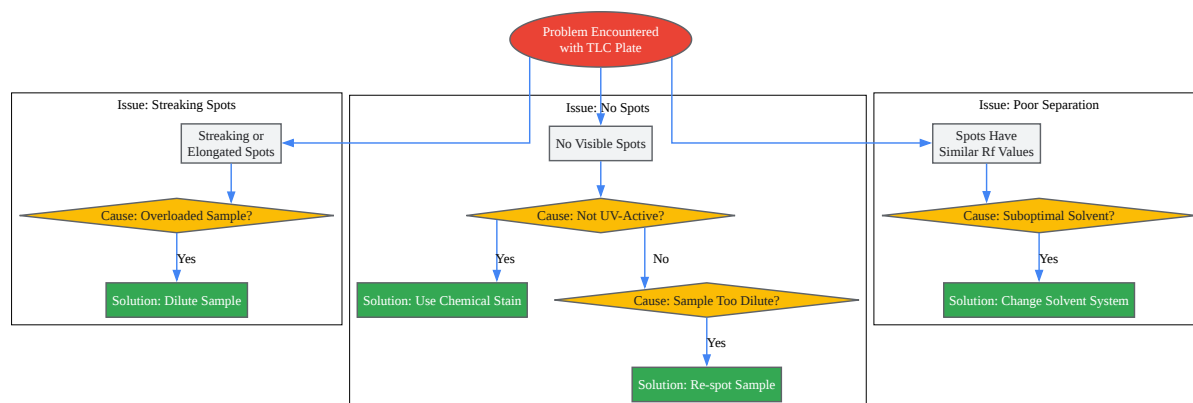 Problem Encountered
with TLC Plate
Issue: Streaking Spots
Streaking or
Elongated Spots
Cause: Overloaded Sample?
Yes
Solution: Dilute Sample
Issue: No Spots
No Visible Spots
Cause: Not UV-Active?
Yes
No
Solution: Use Chemical Stain
Cause: Sample Too Dilute?
Yes
Solution: Re-spot Sample
Issue: Poor Separation
Spots Have
Similar Rf Values
Cause: Suboptimal Solvent?
Yes
Solution: Change Solvent System